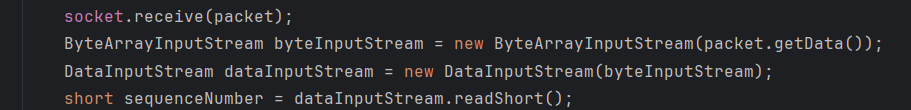 socket.receive(packet);
ByteArrayInputStream byteInputStream = new ByteArrayInputStream(packet.getData());
DataInputStream dataInputStream = new DataInputStream(byteInputStream);
short sequenceNumber = dataInputStream.readShort();